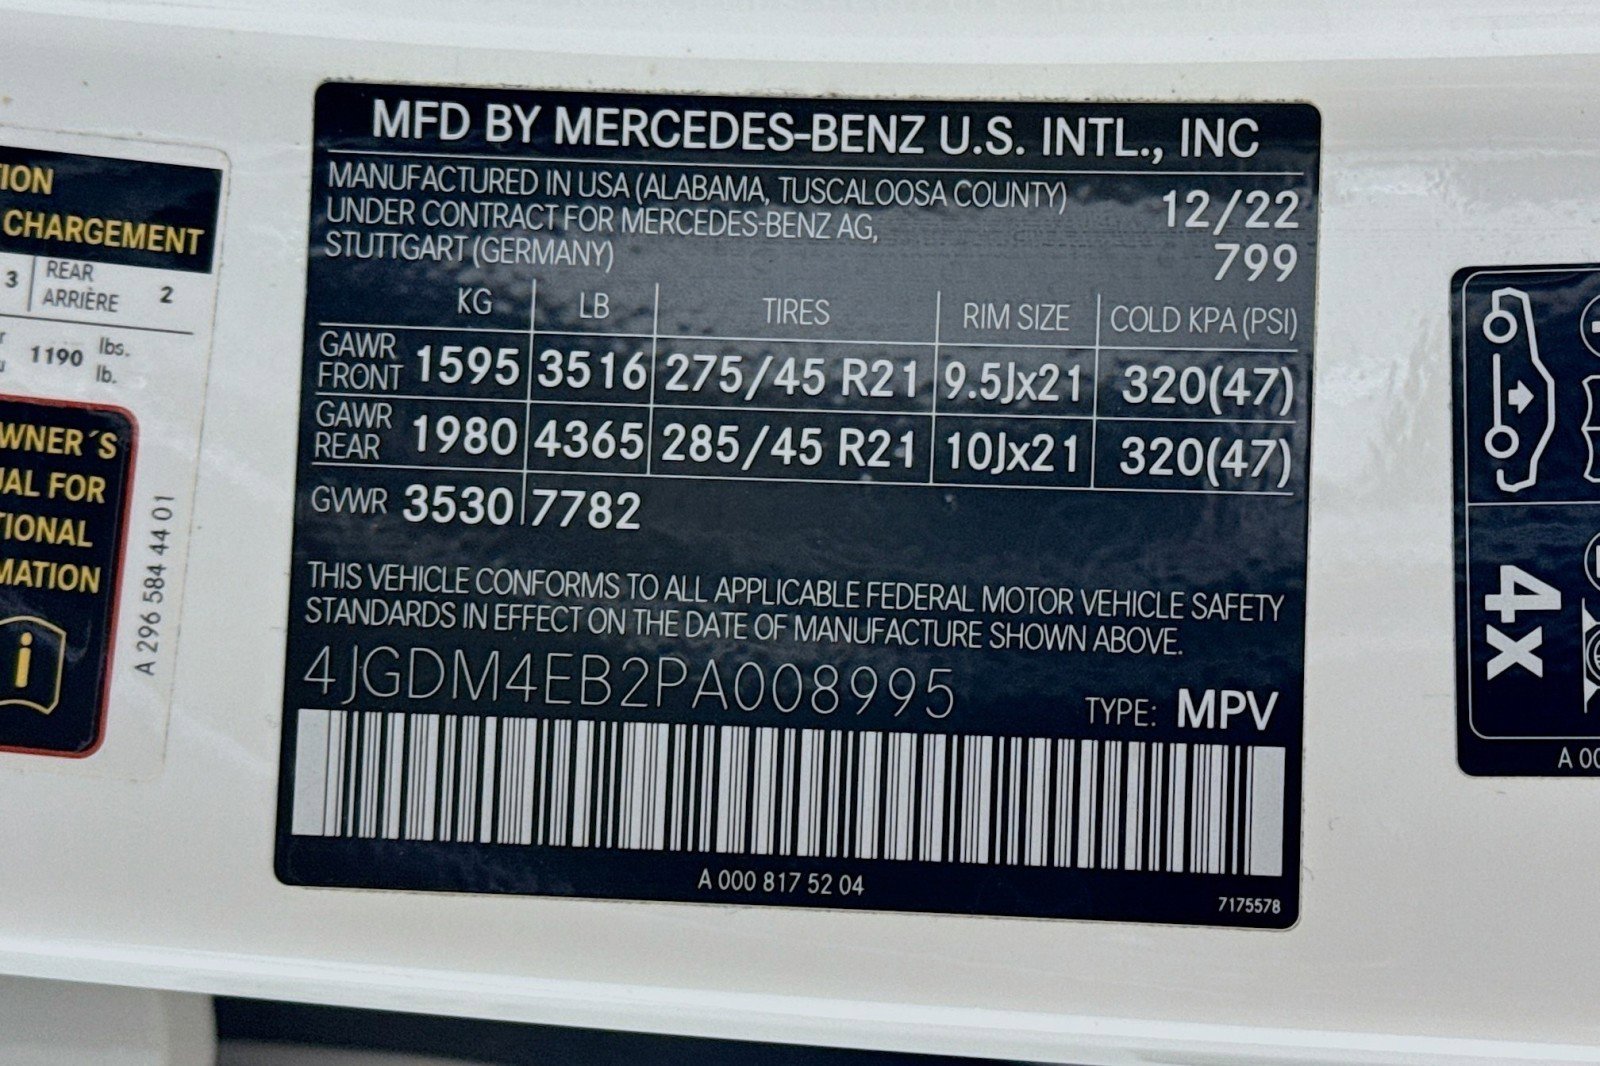 TION
CHARGEMENT
3 REAR ARRIÈRE 2
1190 lbs. lb.
OWNER´S
FOR
A 296 584 44 01
MFD BY MERCEDES-BENZ U.S. INTL., INC
MANUFACTURED IN USA (ALABAMA, TUSCALOOSA COUNTY) 12/22
UNDER CONTRACT FOR MERCEDES-BENZ AG,
STUTTGART (GERMANY) 799
KG LB TIRES RIM SIZE COLD KPA (PSI)
GAWR FRONT 1595 3516 275/45 R21 9.5Jx21 320(47)
GAWR REAR 1980 4365 285/45 R21 10Jx21 320(47)
GVWR 3530 7782
THIS VEHICLE CONFORMS TO ALL APPLICABLE FEDERAL MOTOR VEHICLE SAFETY
STANDARDS IN EFFECT ON THE DATE OF MANUFACTURE SHOWN ABOVE.
4JGDM4EB2PA008995
TYPE: MPV
A 000 817 52 04
7175578
4x
A 00